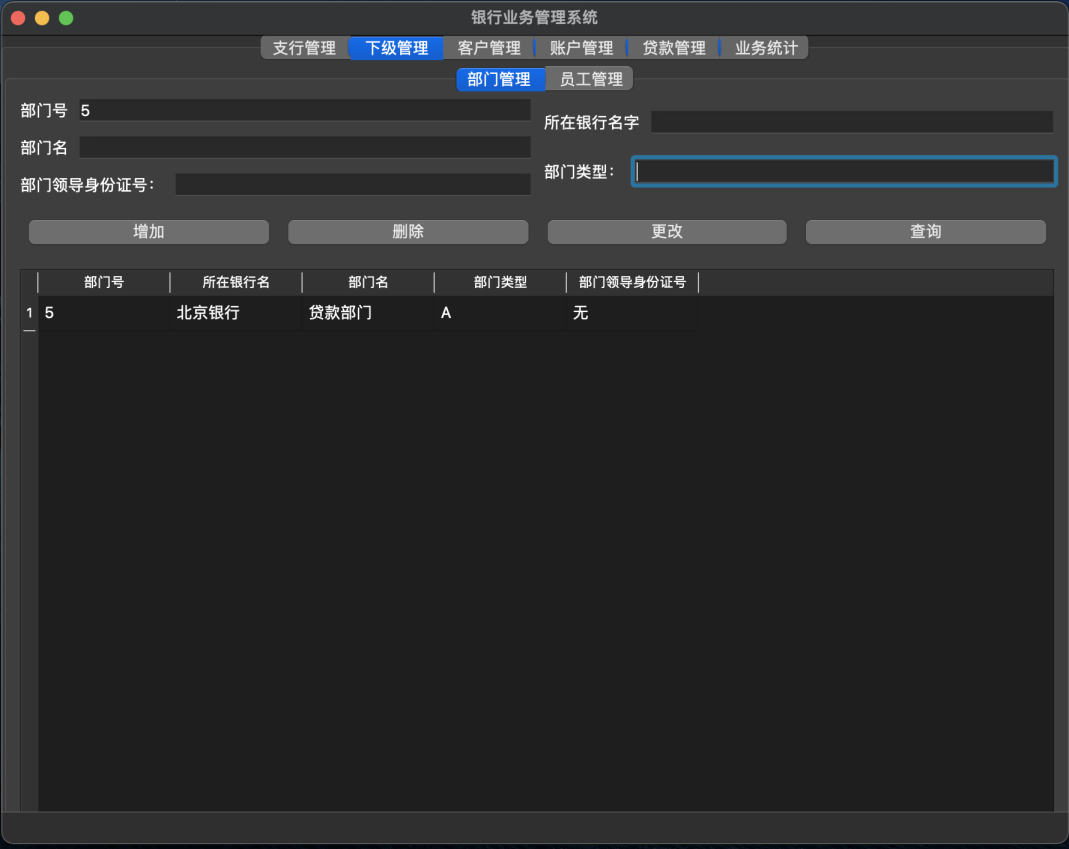 银行业务管理系统
支行管理 下级管理 客户管理 账户管理 贷款管理 业务统计
部门管理 员工管理
部门号 5
所在银行名字
部门名
部门类型：
部门领导身份证号：
增加 删除 更改 查询
部门号 所在银行名 部门名 部门类型 部门领导身份证号
1 5 北京银行 贷款部门 A 无